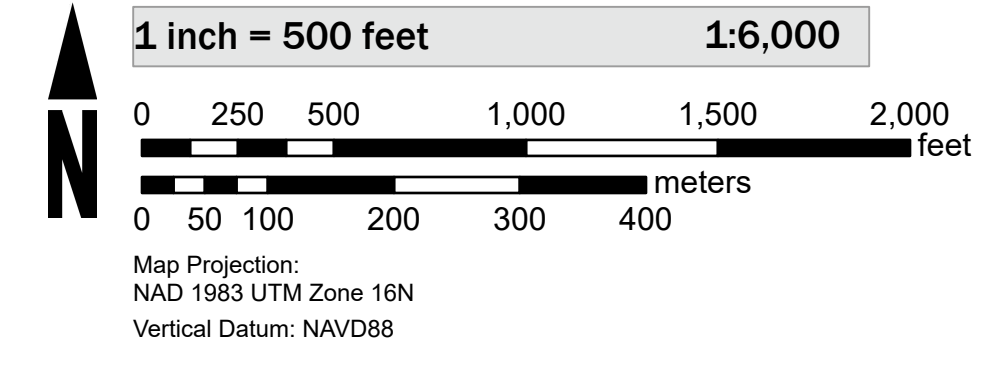 1 inch = 500 feet 1:6,000
0 250 500 1,000 1,500 2,000
feet
meters
0 50 100 200 300 400
N
Map Projection:
NAD 1983 UTM Zone 16N
Vertical Datum: NAVD88